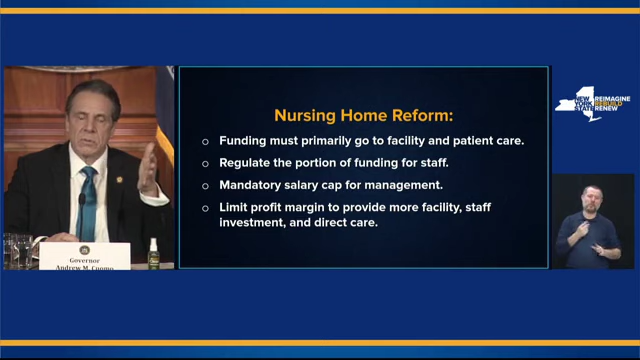 Nursing Home Reform:
Funding must primarily go to facility and patient care.
Regulate the portion of funding for staff.
Mandatory salary cap for management.
Limit profit margin to provide more facility, staff
investment, and direct care.
NEW
YORK
STATE
REIMAGINE
REBUILD
RENEW
Governor
Andrew M. Cuomo